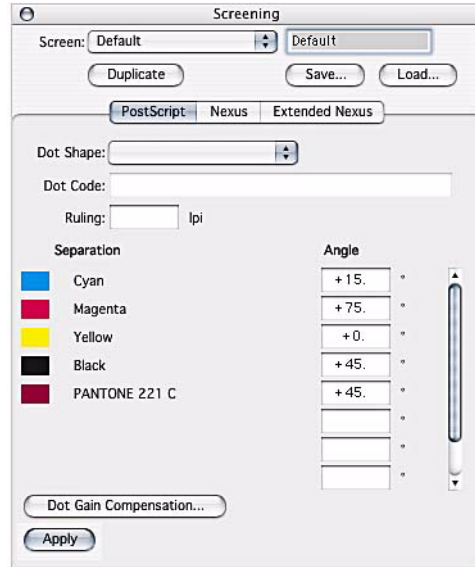 Screening
Screen: Default Default
Duplicate Save... Load...
PostScript Nexus Extended Nexus
Dot Shape:
Dot Code:
Ruling: lpi
Separation Angle
Cyan +15. °
Magenta +75. °
Yellow +0. °
Black +45. °
PANTONE 221 C +45. °
°
°
°
Dot Gain Compensation...
Apply